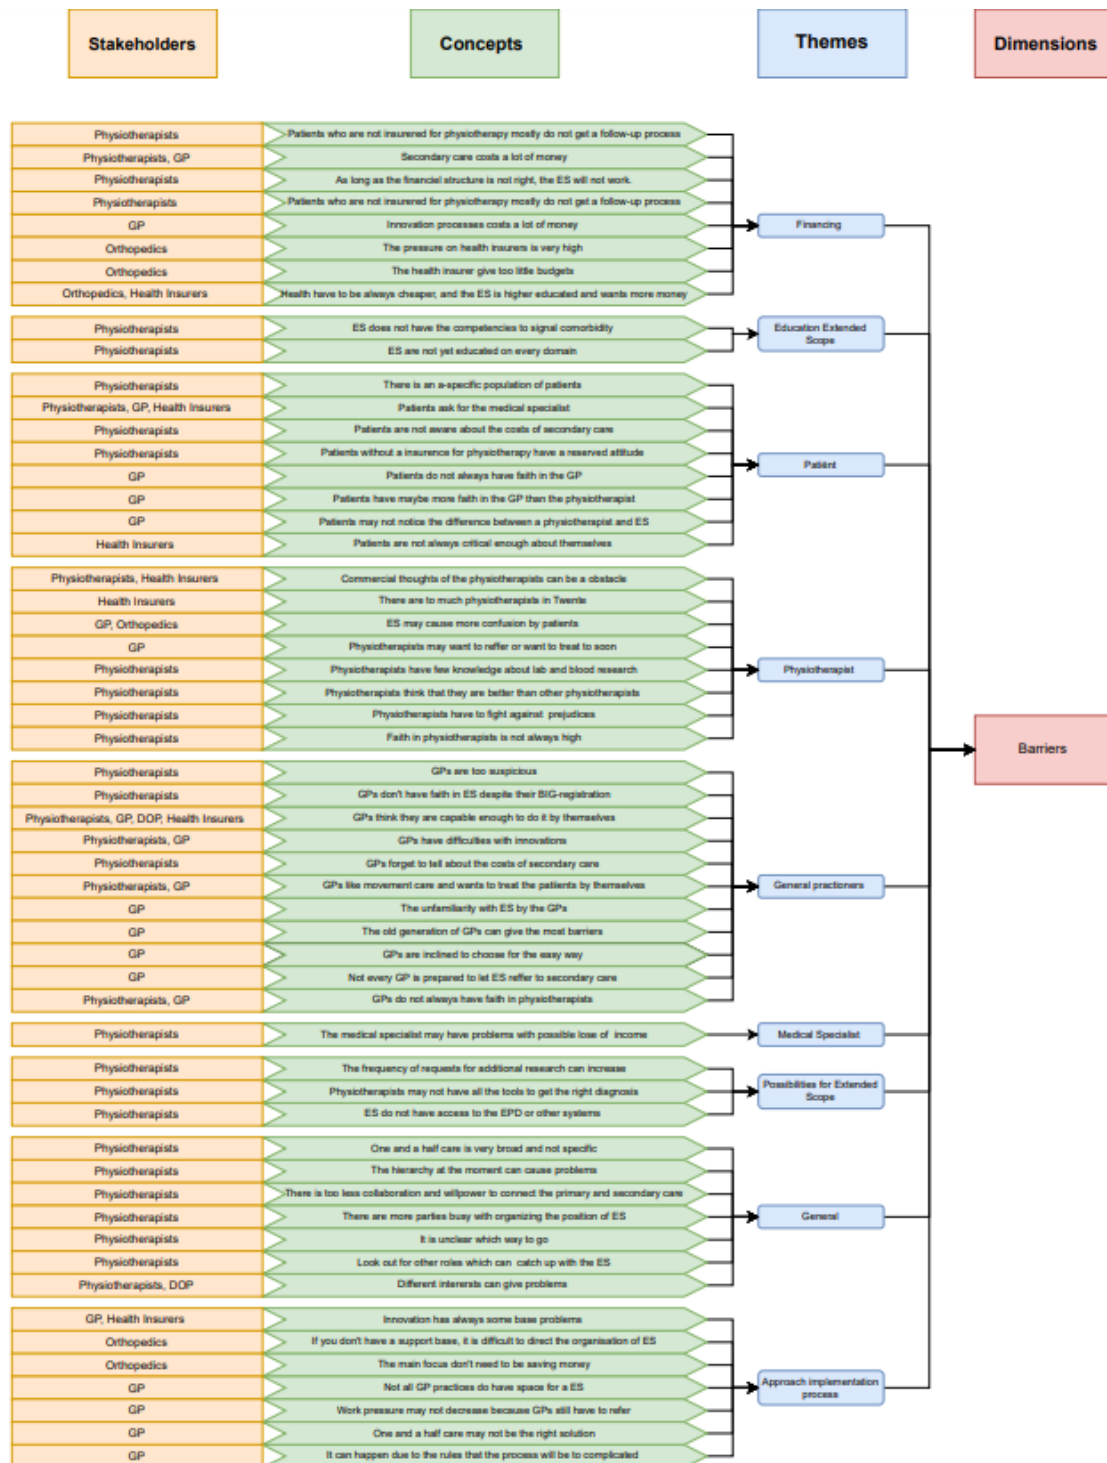 Stakeholders
Concepts
Themes
Dimensions
Physiotherapists
Patients who are not insurered for physiotherapy mostly do not get a follow-up process
Physiotherapists, GP
Secondary care costs a lot of money
Physiotherapists
As long as the financiel structure is not right, the ES will not work.
Physiotherapists
Patients who are not insurered for physiotherapy mostly do not get a follow-up process
GP
Innovation processes costs a lot of money
Orthopedics
The pressure on health insurers is very high
Orthopedics
The health insurer give too little budgets
Orthopedics, Health Insurers
Health have to be always cheaper, and the ES is higher educated and wants more money
Financing
Physiotherapists
ES does not have the competencies to signal comorbidity
Physiotherapists
ES are not yet educated on every domain
Education Extended
Scope
Physiotherapists
There is an a-specific population of patients
Physiotherapists, GP, Health Insurers
Patients ask for the medical specialist
Physiotherapists
Patients are not aware about the costs of secondary care
Physiotherapists
Patients without a insurence for physiotherapy have a reserved attitude
GP
Patients do not always have faith in the GP
GP
Patients have maybe more faith in the GP than the physiotherapist
GP
Patients may not notice the difference between a physiotherapist and ES
Health Insurers
Patients are not always critical enough about themselves
Patiënt
Physiotherapists, Health Insurers
Commercial thoughts of the physiotherapists can be a obstacle
Health Insurers
There are to much physiotherapists in Twente
GP, Orthopedics
ES may cause more confusion by patients
GP
Physiotherapists may want to reffer or want to treat to soon
Physiotherapists
Physiotherapists have few knowledge about lab and blood research
Physiotherapists
Physiotherapists think that they are better than other physiotherapists
Physiotherapists
Physiotherapists have to fight against prejudices
Physiotherapists
Faith in physiotherapists is not always high
Physiotherapist
Barriers
Physiotherapists
GPs are too suspicious
Physiotherapists
GPs don't have faith in ES despite their BIG-registration
Physiotherapists, GP, DOP, Health Insurers
GPs think they are capable enough to do it by themselves
Physiotherapists, GP
GPs have difficulties with innovations
Physiotherapists
GPs forget to tell about the costs of secondary care
Physiotherapists, GP
GPs like movement care and wants to treat the patiients by themselves
GP
The unfamiliarity with ES by the GPs
GP
The old generation of GPs can give the most barriers
GP
GPs are inclined to choose for the easy way
GP
Not every GP is prepared to let ES reffer to secondary care
Physiotherapists, GP
GPs do not always have faith in physiotherapists
General practioners
Physiotherapists
The medical specialist may have problems with possible lose of income
Medical Specialist
Physiotherapists
The frequency of requests for additional research can increase
Physiotherapists
Physiotherapists may not have all the tools to get the right diagnosis
Physiotherapists
ES do not have access to the EPD or other systems
Possibilities for Extended
Scope
Physiotherapists
One and a half care is very broad and not specific
Physiotherapists
The hierarchy at the moment can cause problems
Physiotherapists
There is too less collaboration and willpower to connect the primary and secondary care
Physiotherapists
There are more parties busy with organizing the position of ES
Physiotherapists
It is unclear which way to go
Physiotherapists
Look out for other roles which can catch up with the ES
Physiotherapists, DOP
Different interersts can give problems
General
GP, Health Insurers
Innovation has always some base problems
Orthopedics
If you don't have a support base, it is difficult to direct the organisation of ES
Orthopedics
The main focus don't need to be saving money
GP
Not all GP practices do have space for a ES
GP
Work pressure may not decrease because GPs still have to refer
GP
One and a half care may not be the right solution
GP
It can happen due to the rules that the process will be to complicated
Approach implementation
process